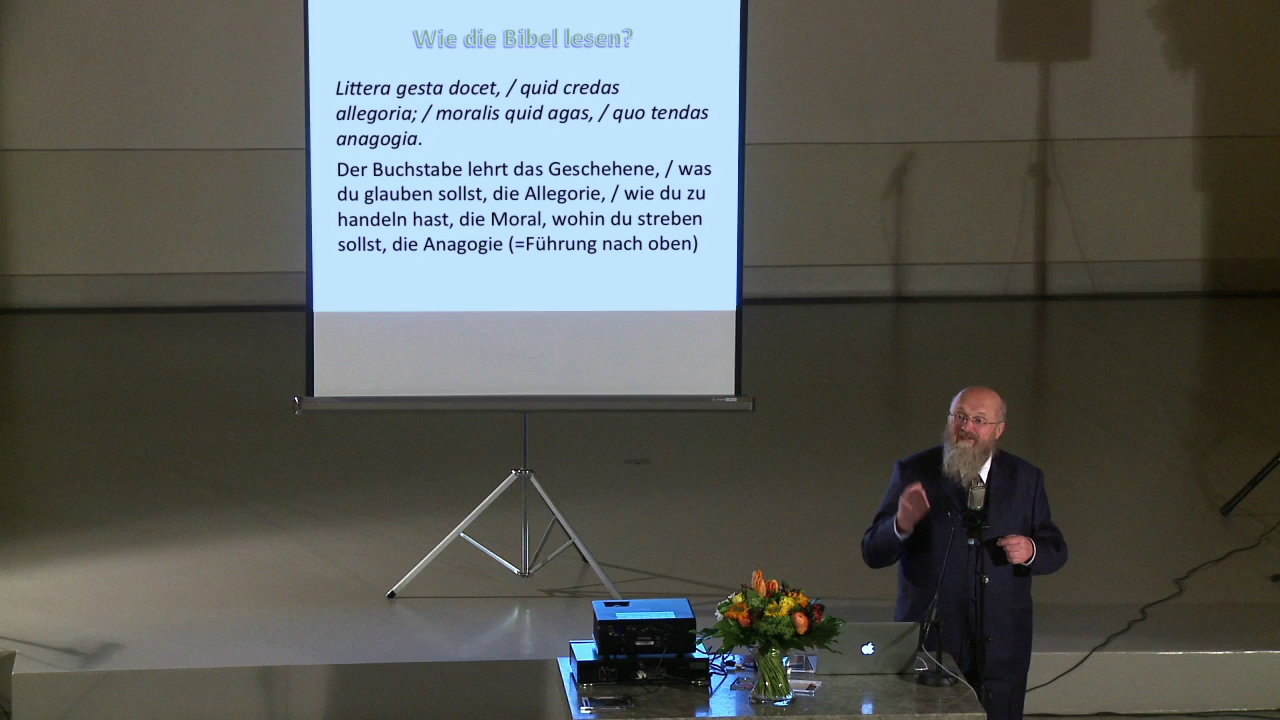 Wie die Bibel lesen?
Littera gesta docet, / quid credas
allegoria; / moralis quid agas, / quo tendas
anagogia.
Der Buchstabe lehrt das Geschehene, / was
du glauben sollst, die Allegorie, / wie du zu
handeln hast, die Moral, wohin du streben
sollst, die Anagogie (=Führung nach oben)